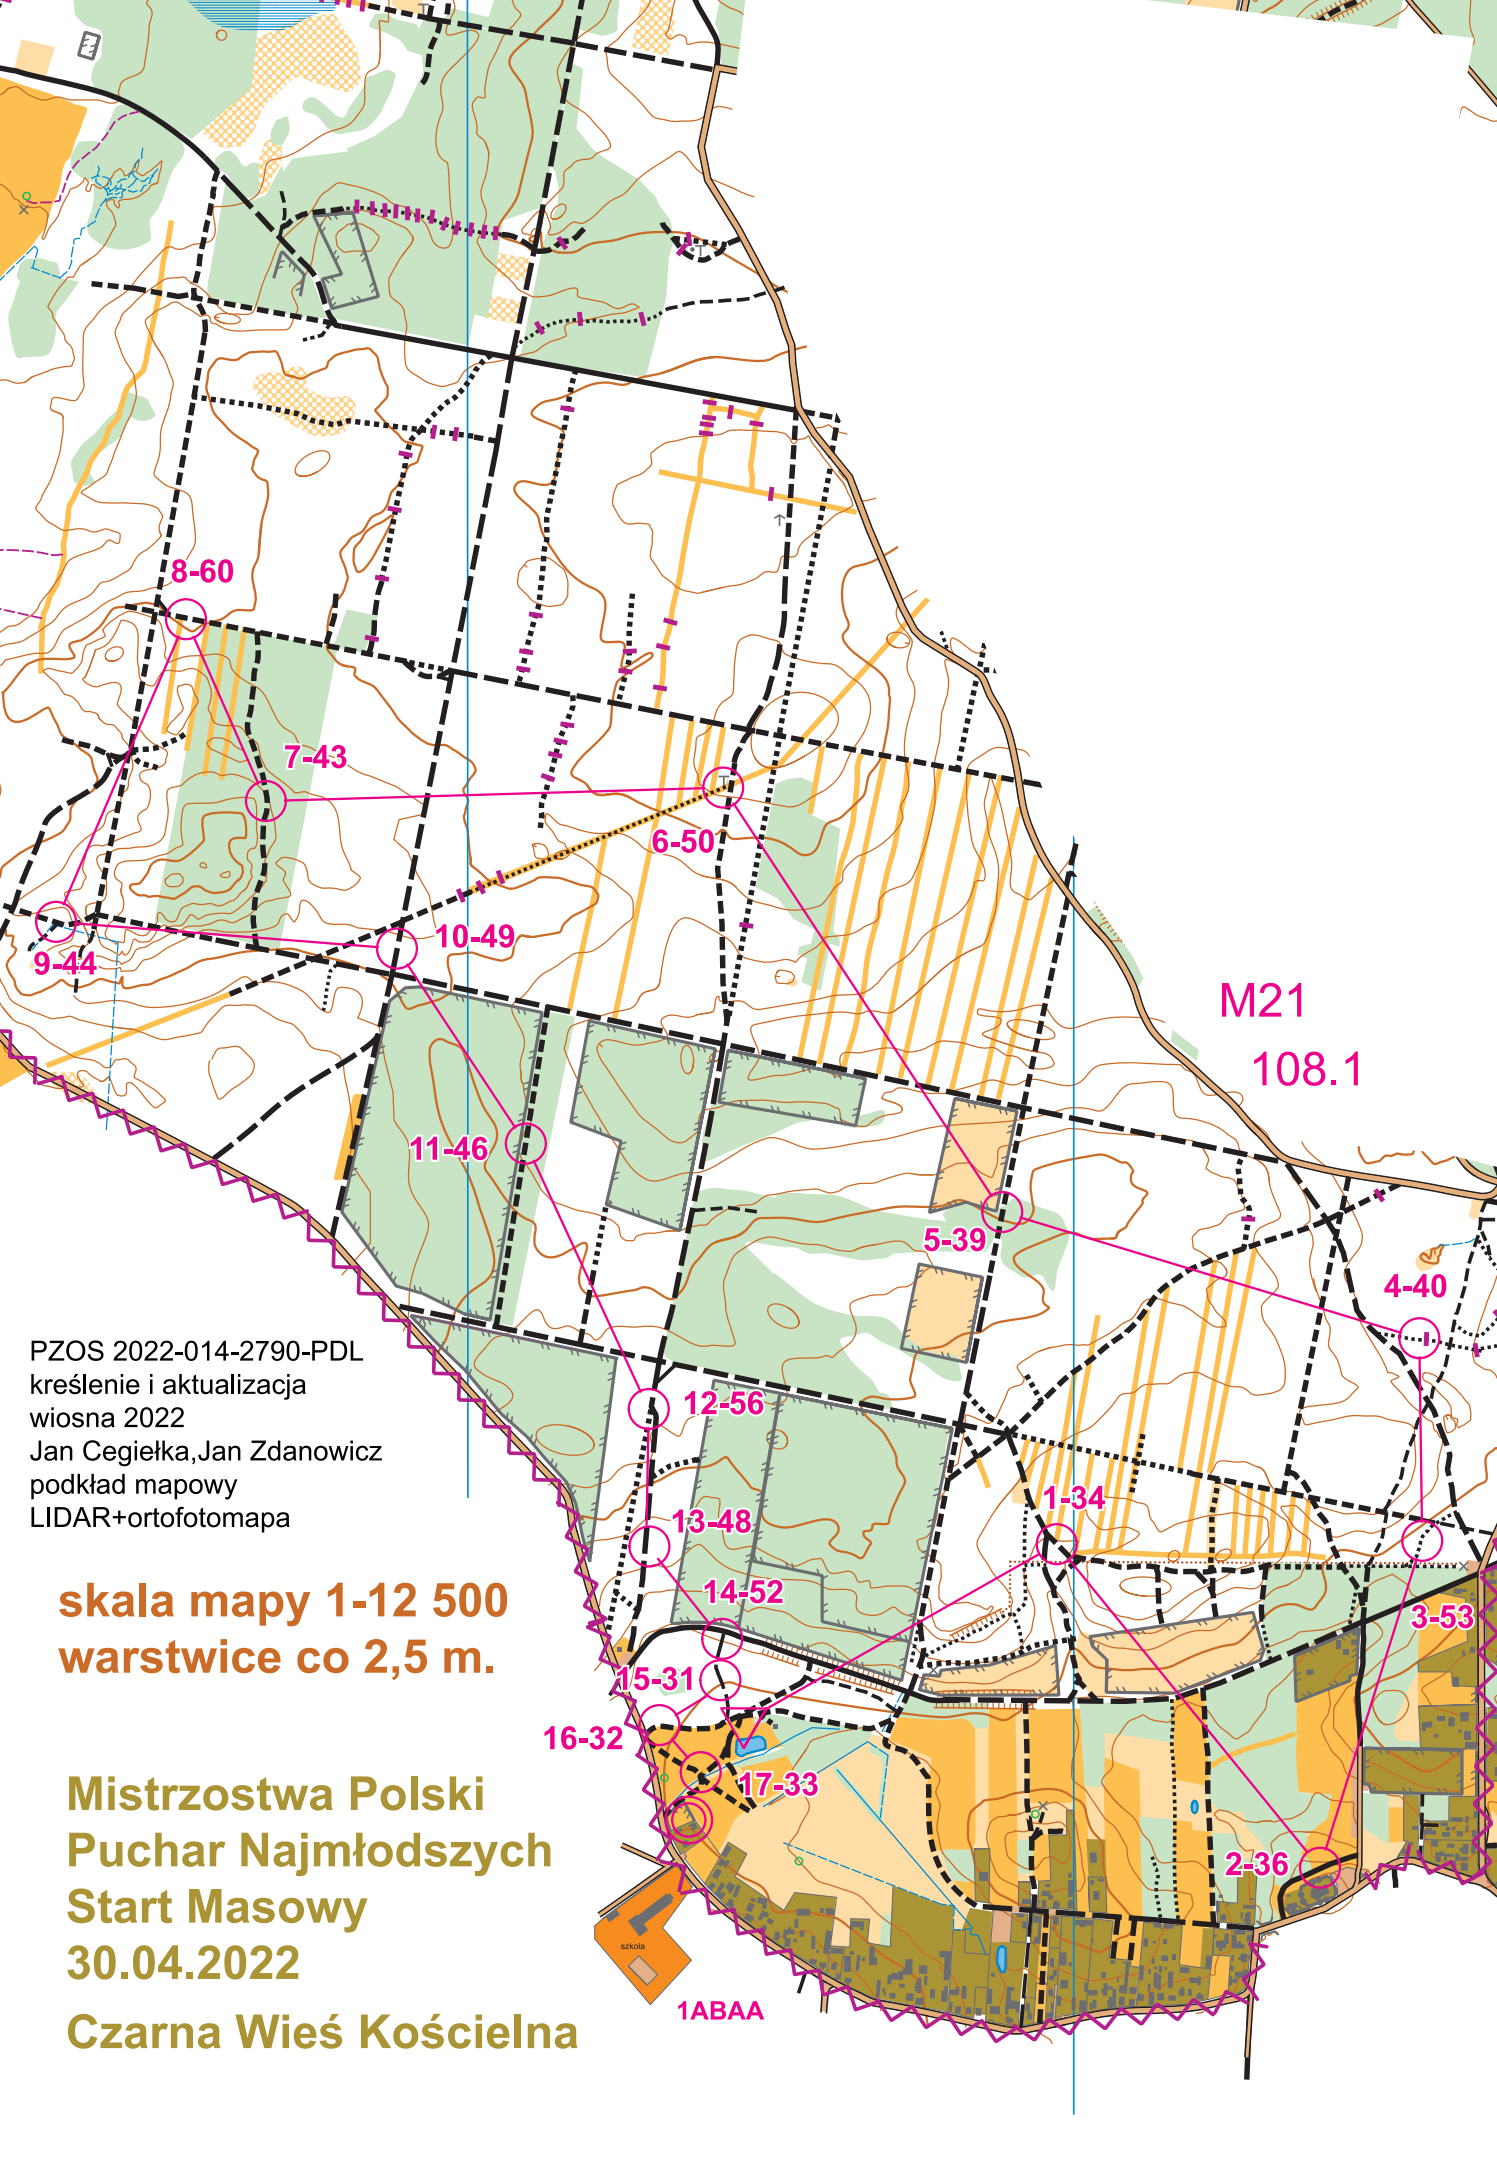 8-60
7-43
6-50
10-49
9-44
M21
108.1
11-46
5-39
4-40
PZOS 2022-014-2790-PDL
kreślenie i aktualizacja
wiosna 2022
Jan Cegiełka,Jan Zdanowicz
podkład mapowy
LIDAR+ortofotomapa
12-56
1-34
13-48
14-52
3-53
skala mapy 1-12 500
warstwice co 2,5 m.
15-31
16-32
17-33
2-36
Mistrzostwa Polski
Puchar Najmłodszych
Start Masowy
30.04.2022
Czarna Wieś Kościelna
szkoła
1ABAA